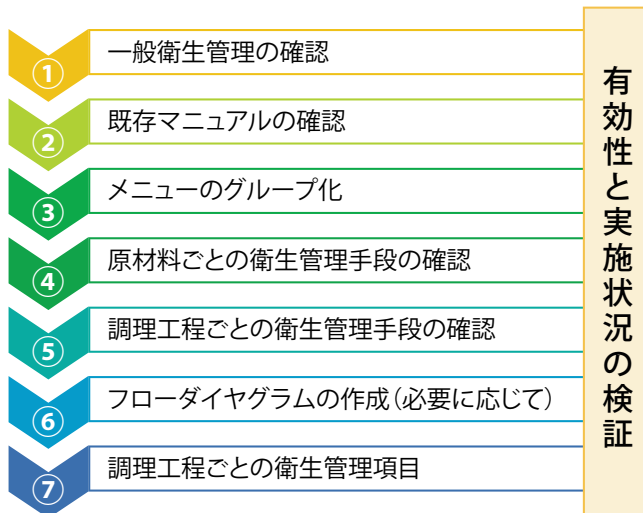 ① 一般衛生管理の確認
② 既存マニュアルの確認
③ メニューのグループ化
④ 原材料ごとの衛生管理手段の確認
⑤ 調理工程ごとの衛生管理手段の確認
⑥ フローダイヤグラムの作成(必要に応じて)
⑦ 調理工程ごとの衛生管理項目
有効性と実施状況の検証